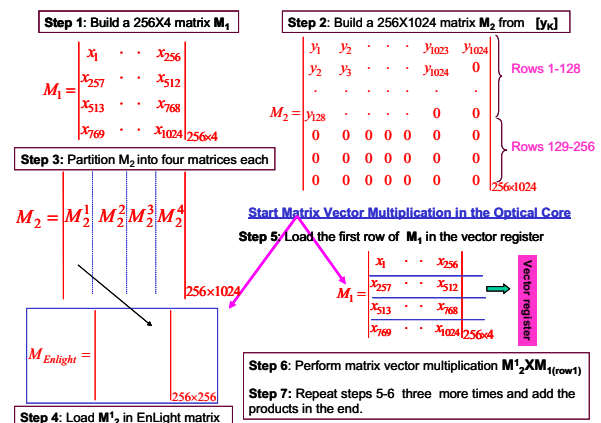 Step 1: Build a 256X4 matrix M₁
M₁ = x₁ · · x₂₅₆
x₂₅₇ · · x₅₁₂
x₅₁₃ · · x₇₆₈
x₇₆₉ · · x₁₀₂₄ 256×4
Step 2: Build a 256X1024 matrix M₂ from [yK]
M₂ = y₁ y₂ · · · y₁₀₂₃ y₁₀₂₄
y₂ y₃ · · · y₁₀₂₄ 0
· · · · · · ·
y₁₂₈ · · · 0 0
0 0 0 0 0 0 0
0 0 0 0 0 0 0
0 0 0 0 0 0 0 256×1024
Rows 1-128
Rows 129-256
Step 3: Partition M₂ into four matrices each
M₂ = M₂¹ M₂² M₂³ M₂⁴
256×1024
M_Enlight =
256×256
Step 4: Load M¹₂ in EnLight matrix
Start Matrix Vector Multiplication in the Optical Core
Step 5: Load the first row of M₁ in the vector register
M₁ = x₁ · · x₂₅₆
x₂₅₇ · · x₅₁₂
x₅₁₃ · · x₇₆₈
x₇₆₉ · · x₁₀₂₄ 256×4
Vector register
Step 6: Perform matrix vector multiplication M¹₂XM₁(row1)
Step 7: Repeat steps 5-6 three more times and add the
products in the end.